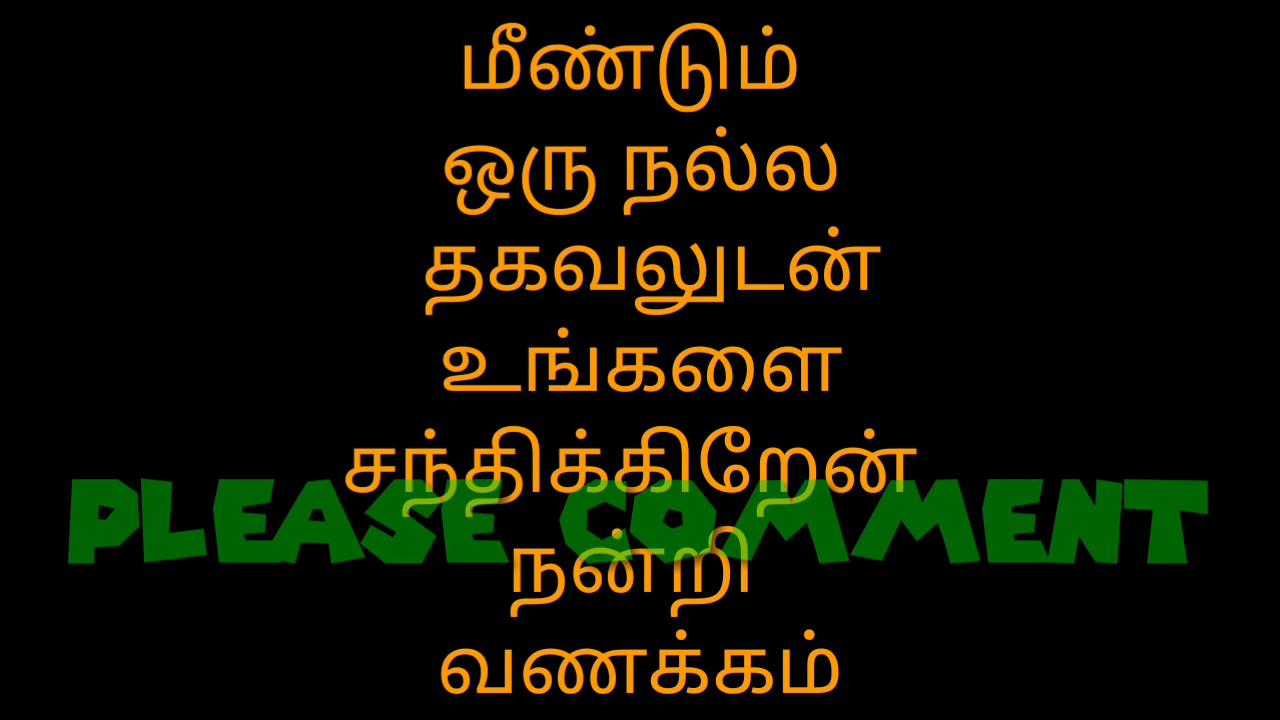 மீண்டும்
ஒரு நல்ல
தகவலுடன்
உங்களை
சந்திக்கிறேன்
PLEASE COMMENT
நன்றி
வணக்கம்